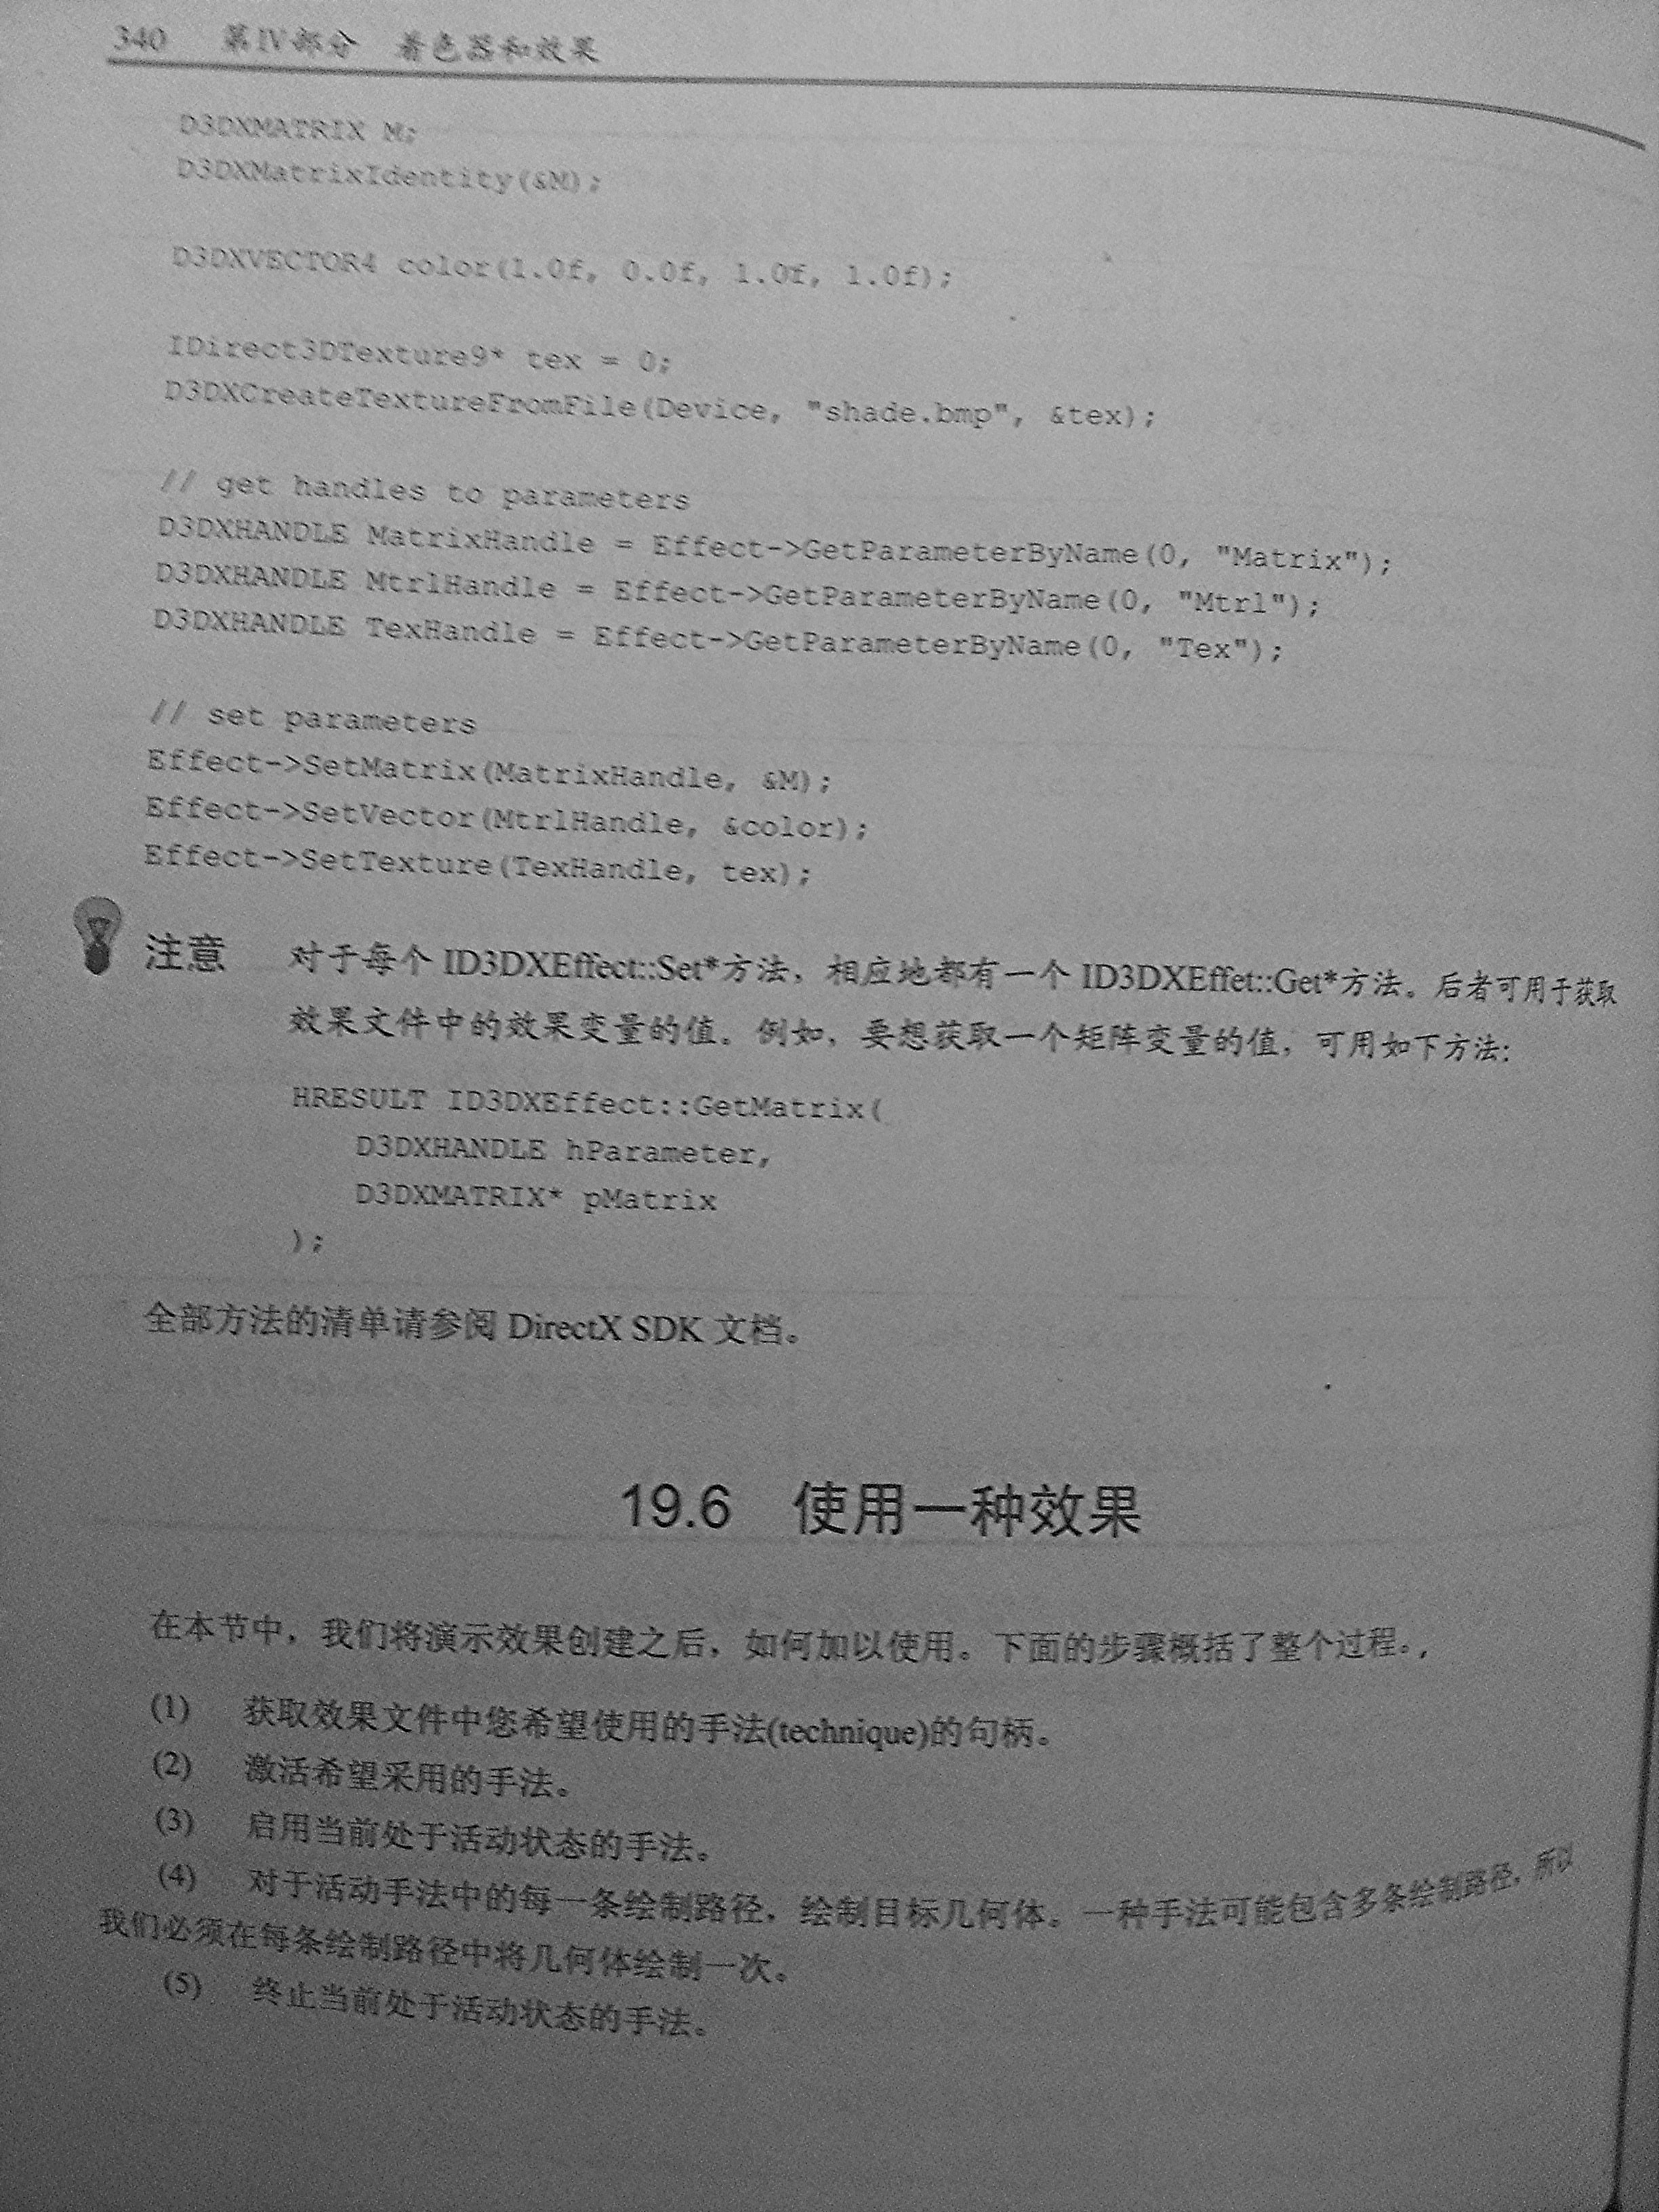 340 第IV部分 着色器和效果
D3DXMATRIX M;
D3DXMatrixIdentity(&M);
D3DXVECTOR4 color(1.0f, 0.0f, 1.0f, 1.0f);
IDirect3DTexture9* tex = 0;
D3DXCreateTextureFromFile(Device, "shade.bmp", &tex);
// get handles to parameters
D3DXHANDLE MatrixHandle = Effect->GetParameterByName(0, "Matrix");
D3DXHANDLE MtrlHandle = Effect->GetParameterByName(0, "Mtrl");
D3DXHANDLE TexHandle = Effect->GetParameterByName(0, "Tex");
// set parameters
Effect->SetMatrix(MatrixHandle, &M);
Effect->SetVector(MtrlHandle, &color);
Effect->SetTexture(TexHandle, tex);
注意 对于每个 ID3DXEffect::Set*方法，相应地都有一个 ID3DXEffet::Get*方法。后者可用于获取
效果文件中的效果变量的值。例如，要想获取一个矩阵变量的值，可用如下方法：
HRESULT ID3DXEffect::GetMatrix(
D3DXHANDLE hParameter,
D3DXMATRIX* pMatrix
);
全部方法的清单请参阅 DirectX SDK 文档。
19.6 使用一种效果
在本节中，我们将演示效果创建之后，如何加以使用。下面的步骤概括了整个过程。,
(1) 获取效果文件中您希望使用的手法(technique)的句柄。
(2) 激活希望采用的手法。
(3) 启用当前处于活动状态的手法。
(4) 对于活动手法中的每一条绘制路径，绘制目标几何体。一种手法可能包含多条绘制路径，所以
我们必须在每条绘制路径中将几何体绘制一次。
(5) 终止当前处于活动状态的手法。